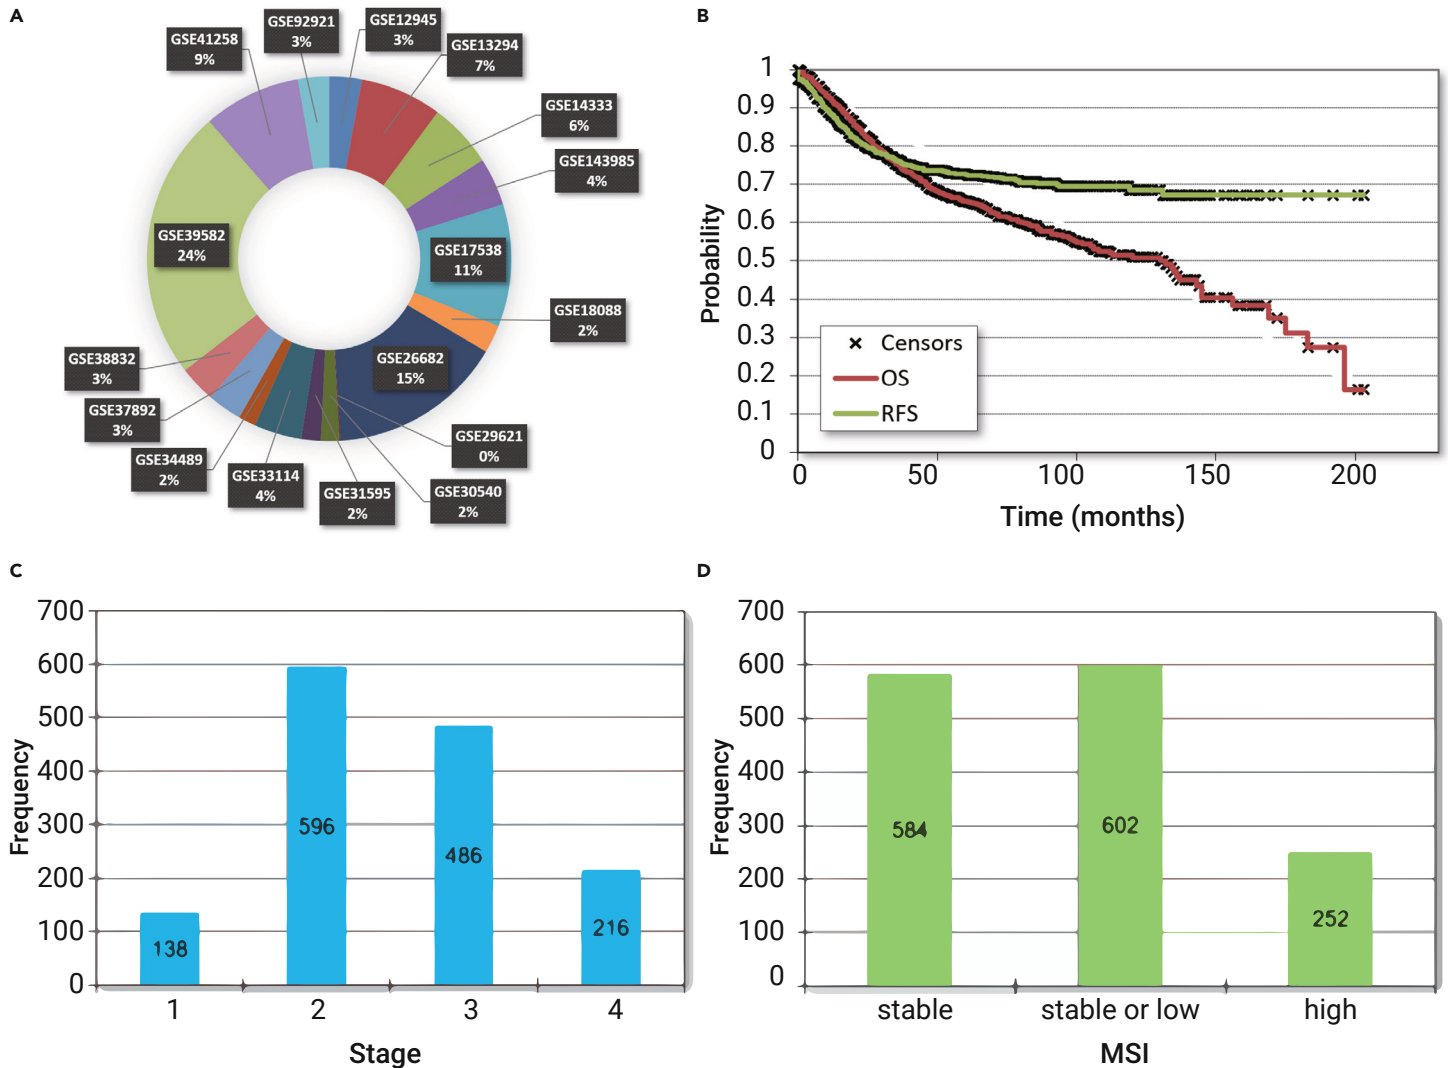 A
GSE92921
3%
GSE12945
3%
GSE41258
9%
GSE13294
7%
GSE14333
6%
GSE143985
4%
GSE39582
24%
GSE17538
11%
GSE18088
2%
GSE38832
3%
GSE26682
15%
GSE37892
3%
GSE29621
0%
GSE34489
2%
GSE33114
4%
GSE31595
2%
GSE30540
2%
B
1
0.9
0.8
0.7
0.6
0.5
0.4
0.3
0.2
0.1
0
Probability
Censors
OS
RFS
0 50 100 150 200
Time (months)
C
700
600
500
400
300
200
100
0
Frequency
138
596
486
216
1 2 3 4
Stage
D
700
600
500
400
300
200
100
0
Frequency
584
602
252
stable stable or low high
MSI